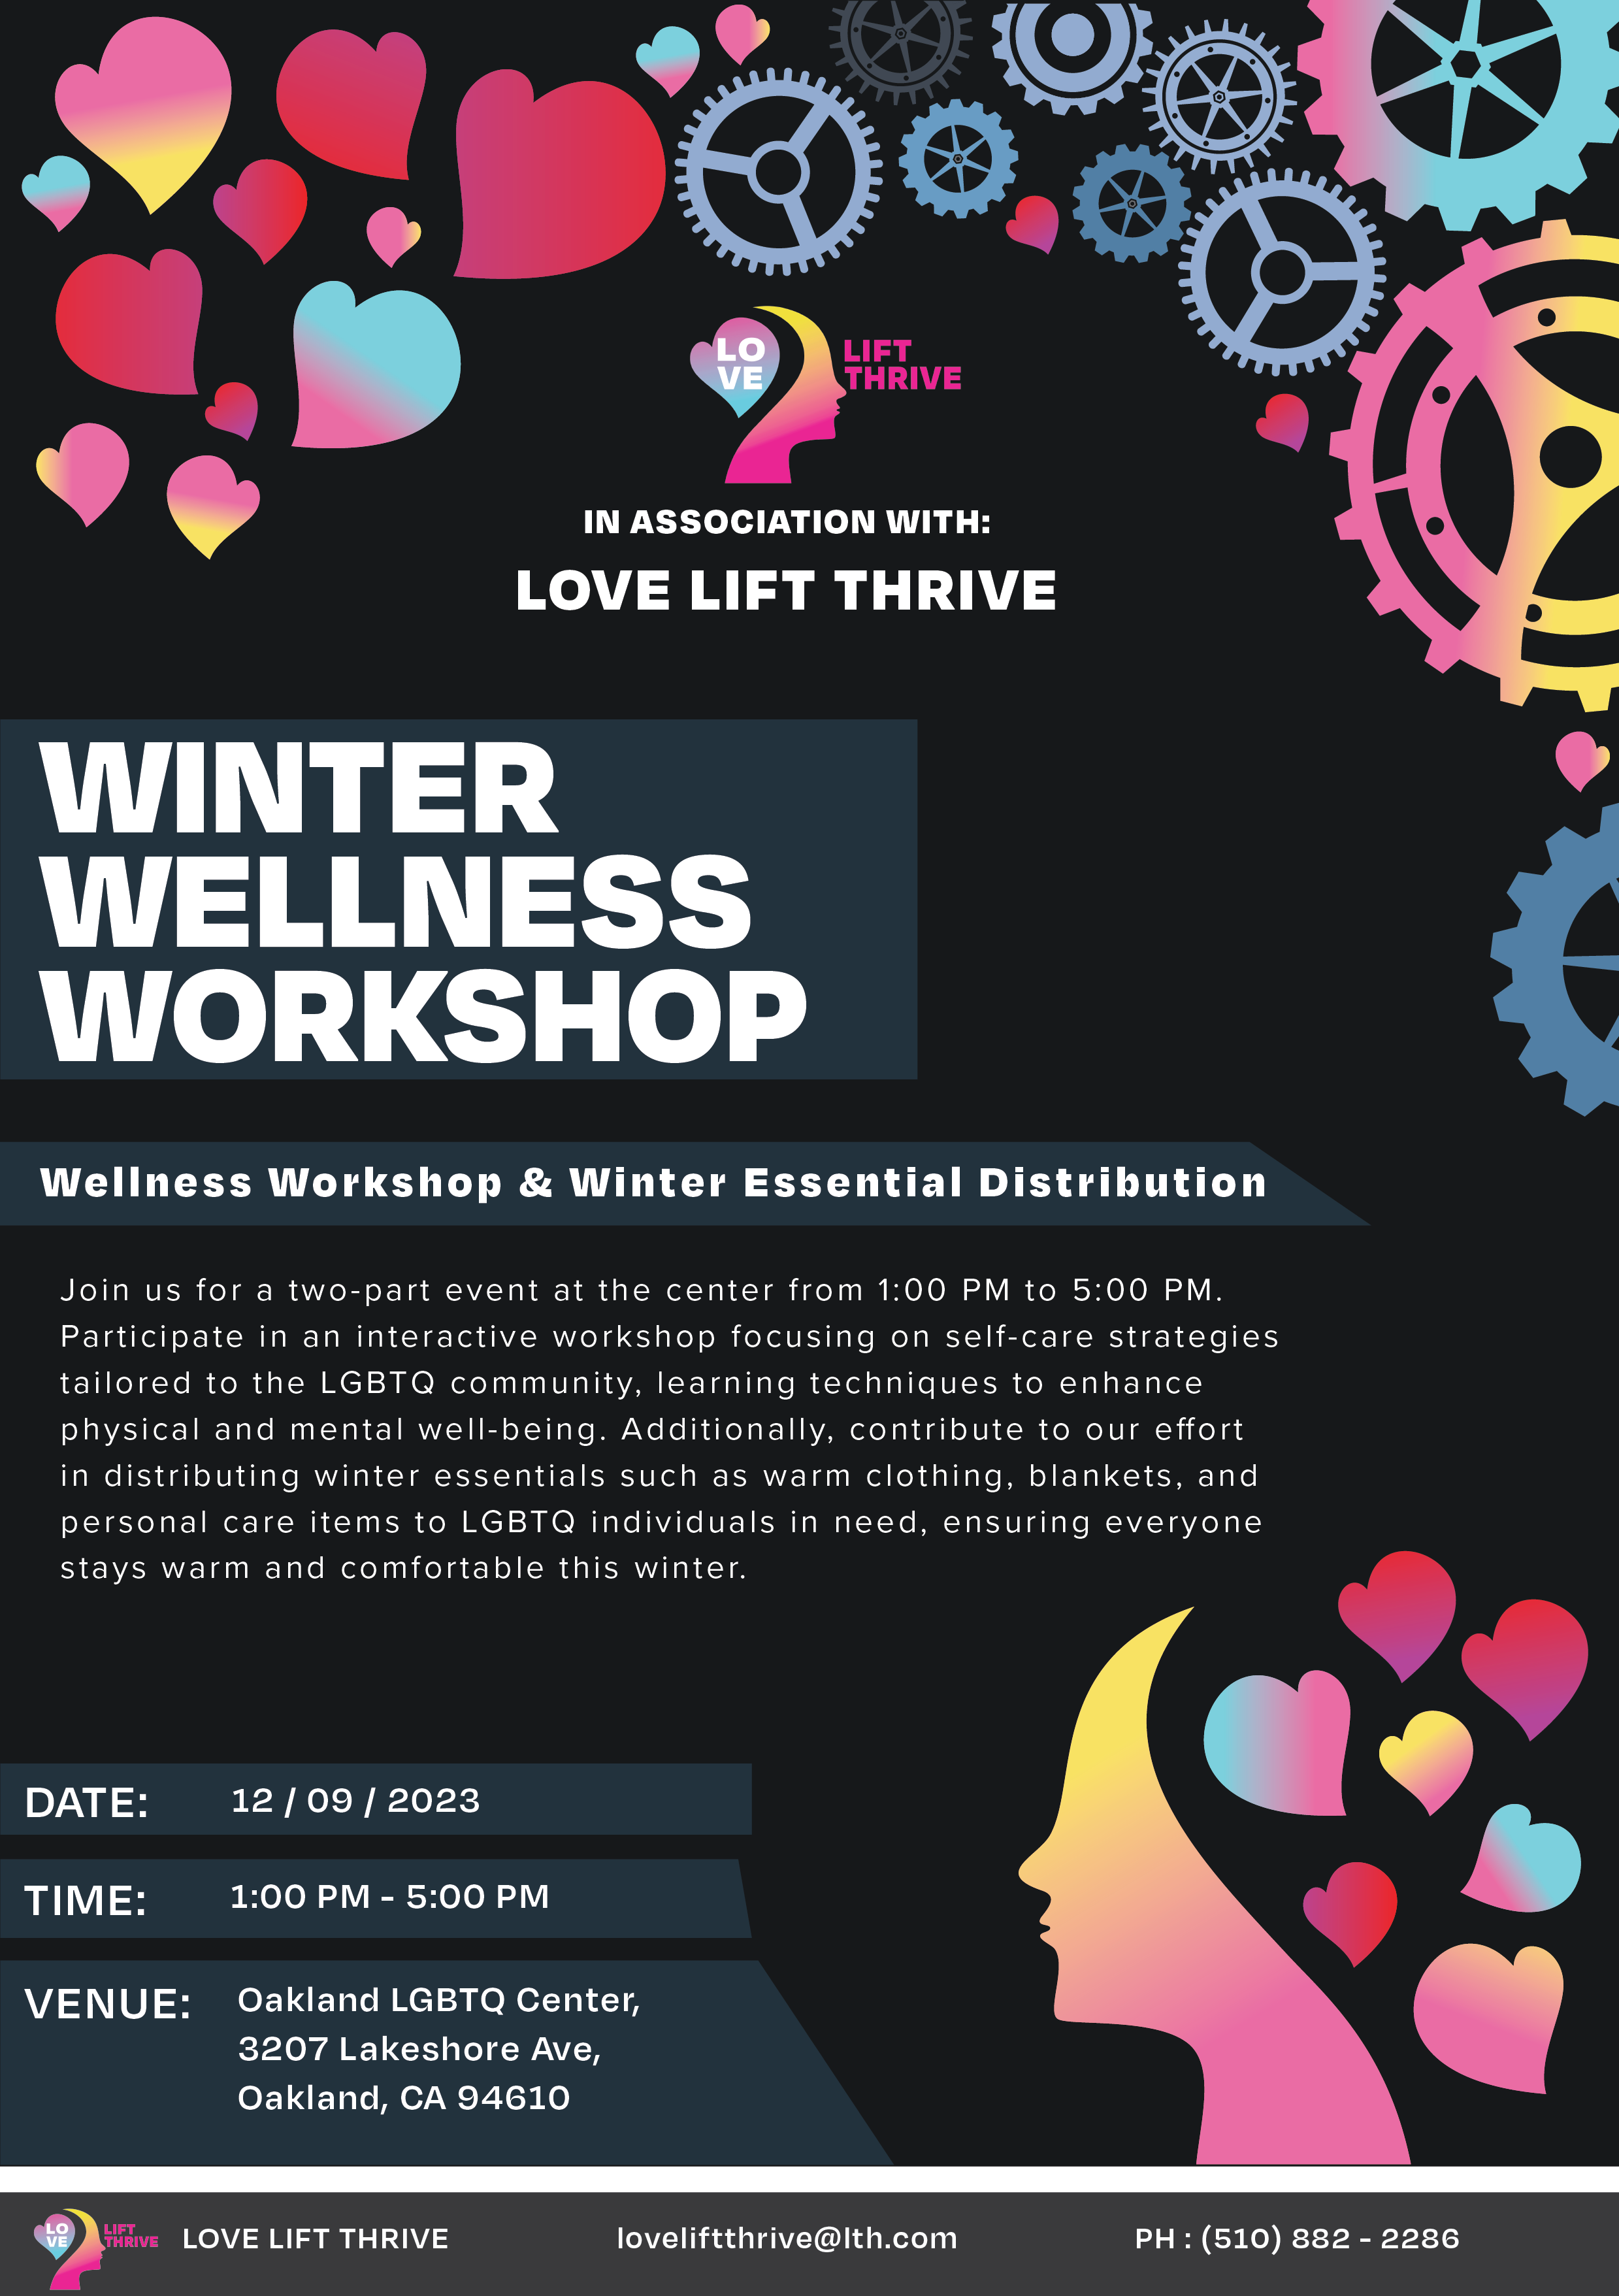 LO
VE
LIFT
THRIVE
IN ASSOCIATION WITH:
LOVE LIFT THRIVE
WINTER
WELLNESS
WORKSHOP
Wellness Workshop & Winter Essential Distribution
Join us for a two-part event at the center from 1:00 PM to 5:00 PM.
Participate in an interactive workshop focusing on self-care strategies
tailored to the LGBTQ community, learning techniques to enhance
physical and mental well-being. Additionally, contribute to our effort
in distributing winter essentials such as warm clothing, blankets, and
personal care items to LGBTQ individuals in need, ensuring everyone
stays warm and comfortable this winter.
DATE: 12 / 09 / 2023
TIME: 1:00 PM - 5:00 PM
VENUE: Oakland LGBTQ Center,
3207 Lakeshore Ave,
Oakland, CA 94610
LO
VE
LIFT
THRIVE
LOVE LIFT THRIVE loveliftthrive@lth.com PH : (510) 882 - 2286